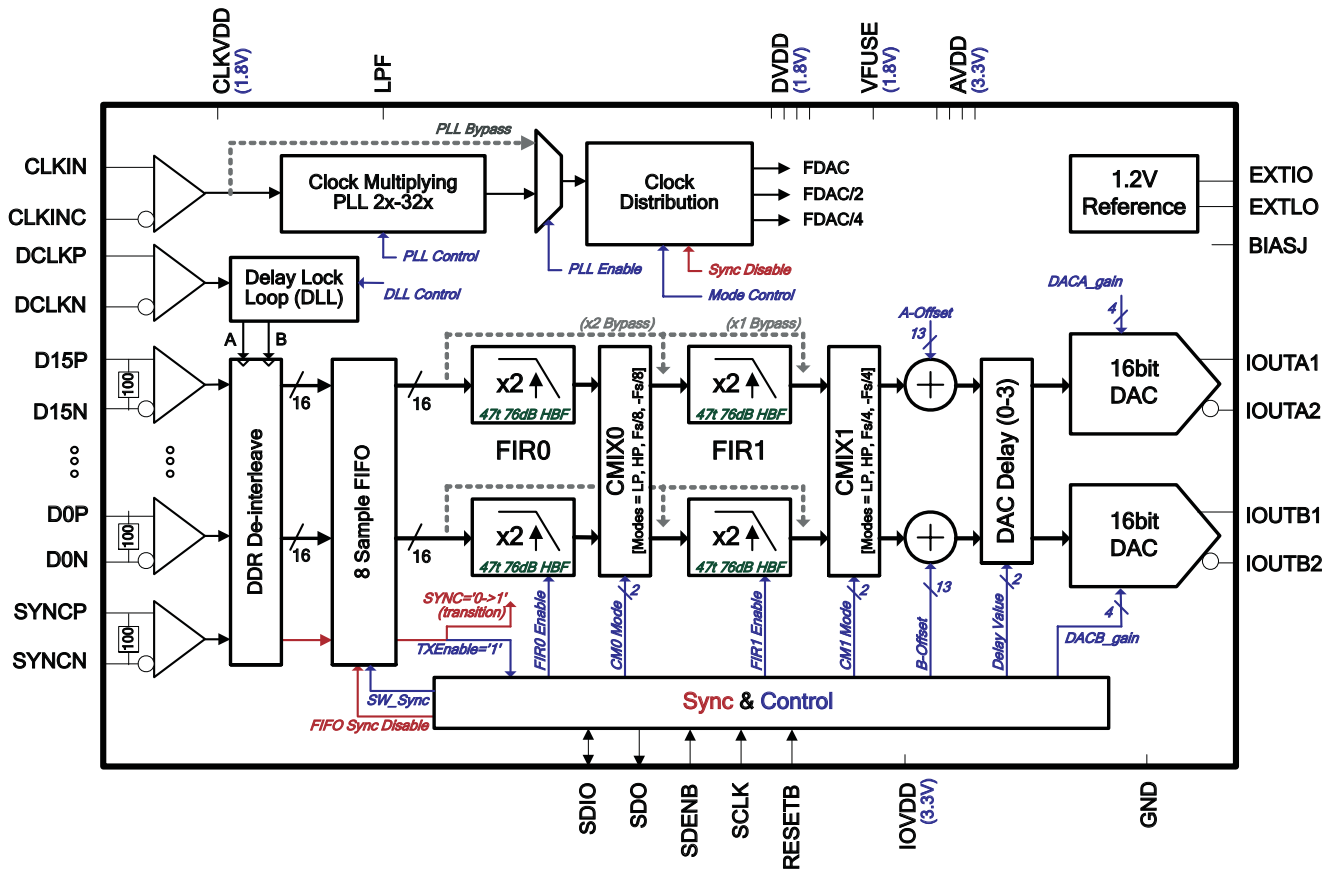 CLKVDD
(1.8V)
LPF
DVDD
(1.8V)
VFUSE
(1.8V)
AVDD
(3.3V)
CLKIN
CLKINC
DCLKP
DCLKN
D15P
D15N
D0P
D0N
SYNCP
SYNCN
100
100
100
PLL Bypass
Clock Multiplying
PLL 2x-32x
PLL Control
PLL Enable
Clock
Distribution
FDAC
FDAC/2
FDAC/4
Sync Disable
Mode Control
1.2V
Reference
EXTIO
EXTLO
BIASJ
Delay Lock
Loop (DLL)
DLL Control
A
B
DDR De-interleave
16
16
8 Sample FIFO
16
16
(x2 Bypass)
(x1 Bypass)
x2
47t 76dB HBF
FIR0
x2
47t 76dB HBF
CMIX0
[Modes = LP, HP, Fs/8, -Fs/8]
x2
47t 76dB HBF
FIR1
x2
47t 76dB HBF
CMIX1
[Modes = LP, HP, Fs/4, -Fs/4]
A-Offset
13
DAC Delay (0-3)
DACA_gain
4
16bit
DAC
IOUTA1
IOUTA2
16bit
DAC
IOUTB1
IOUTB2
SYNC='0->1'
(transition)
TXEnable='1'
FIR0 Enable
CM0 Mode
2
FIR1 Enable
CM1 Mode
2
B-Offset
13
Delay Value
2
DACB_gain
4
SW_Sync
FIFO Sync Disable
Sync & Control
SDIO
SDO
SDENB
SCLK
RESETB
IOVDD
(3.3V)
GND